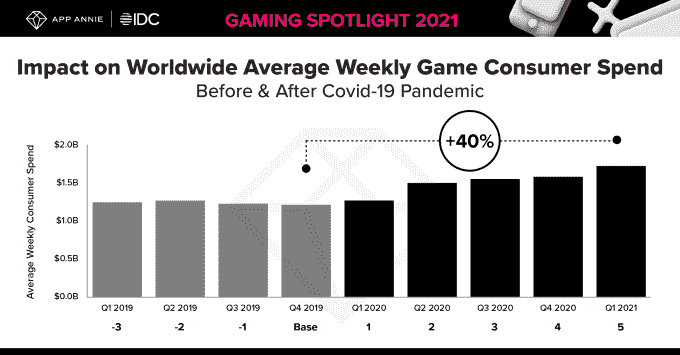 APP ANNIE | IDC
GAMING SPOTLIGHT 2021
Impact on Worldwide Average Weekly Game Consumer Spend
Before & After Covid-19 Pandemic
+40%
Average Weekly Consumer Spend
$2.0B
$1.5B
$1.0B
$0.5B
$0.0B
Q1 2019 Q2 2019 Q3 2019 Q4 2019 Q1 2020 Q2 2020 Q3 2020 Q4 2020 Q1 2021
-3 -2 -1 Base 1 2 3 4 5